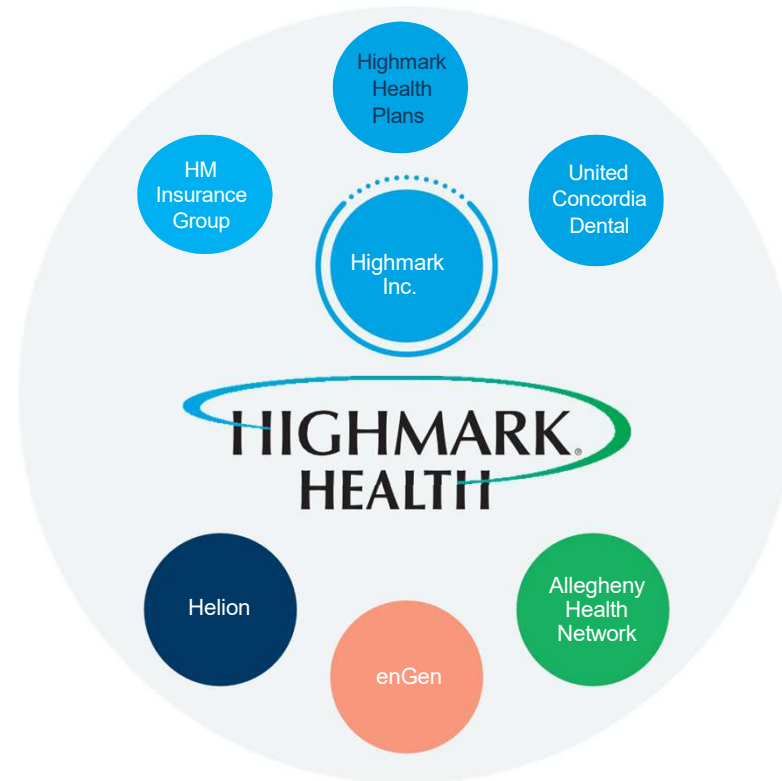 Highmark
Health
Plans
HM
Insurance
Group
United
Concordia
Dental
Highmark
Inc.
HIGHMARK®
HEALTH
Helion
Allegheny
Health
Network
enGen